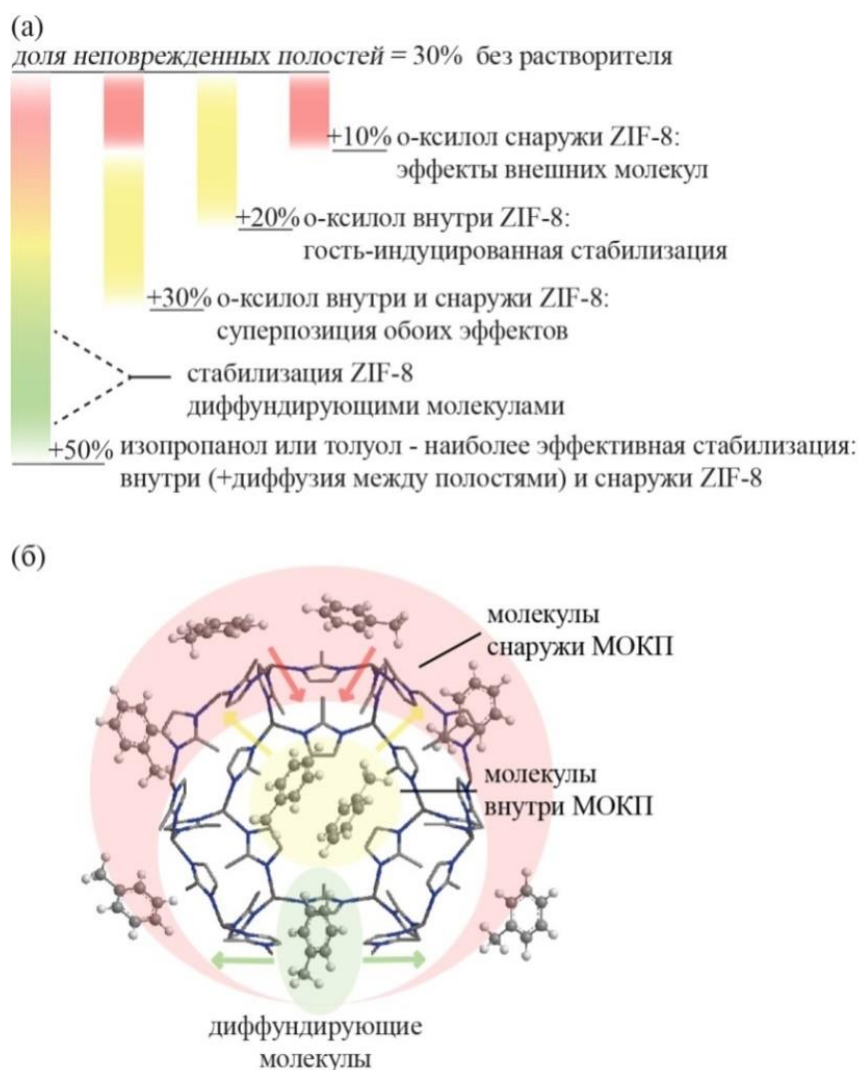 (а)
доля неповрежденных полостей = 30% без растворителя
+10% о-ксилол снаружи ZIF-8:
эффекты внешних молекул
+20% о-ксилол внутри ZIF-8:
гость-индуцированная стабилизация
+30% о-ксилол внутри и снаружи ZIF-8:
суперпозиция обоих эффектов
стабилизация ZIF-8
диффундирующими молекулами
+50% изопропанол или толуол - наиболее эффективная стабилизация:
внутри (+диффузия между полостями) и снаружи ZIF-8
(б)
молекулы
снаружи МОКП
молекулы
внутри МОКП
диффундирующие
молекулы